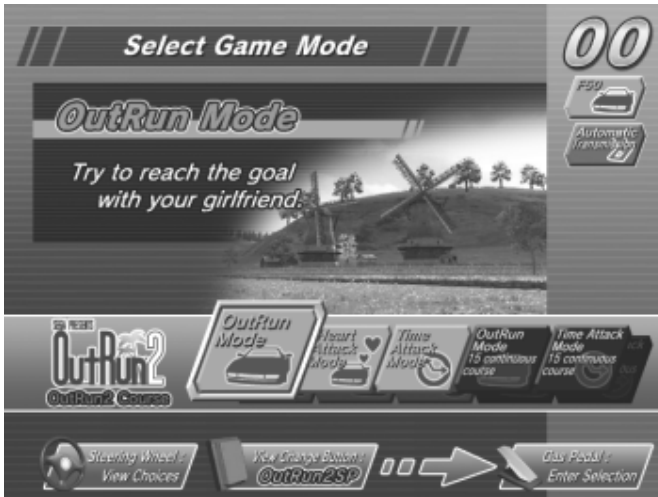 Select Game Mode
00
F50
Automatic
Transmission
OutRun Mode
Try to reach the goal
with your girlfriend.
SEGA PRESENTS
OutRun2
OutRun2 Course
OutRun
Mode
Heart
Attack
Mode
Time
Attack
Mode
OutRun
Mode
15 continuous
course
Time Attack
Mode
15 continuous
course
Steering Wheel :
View Choices
View Change Button :
OutRun2SP
Gas Pedal :
Enter Selection